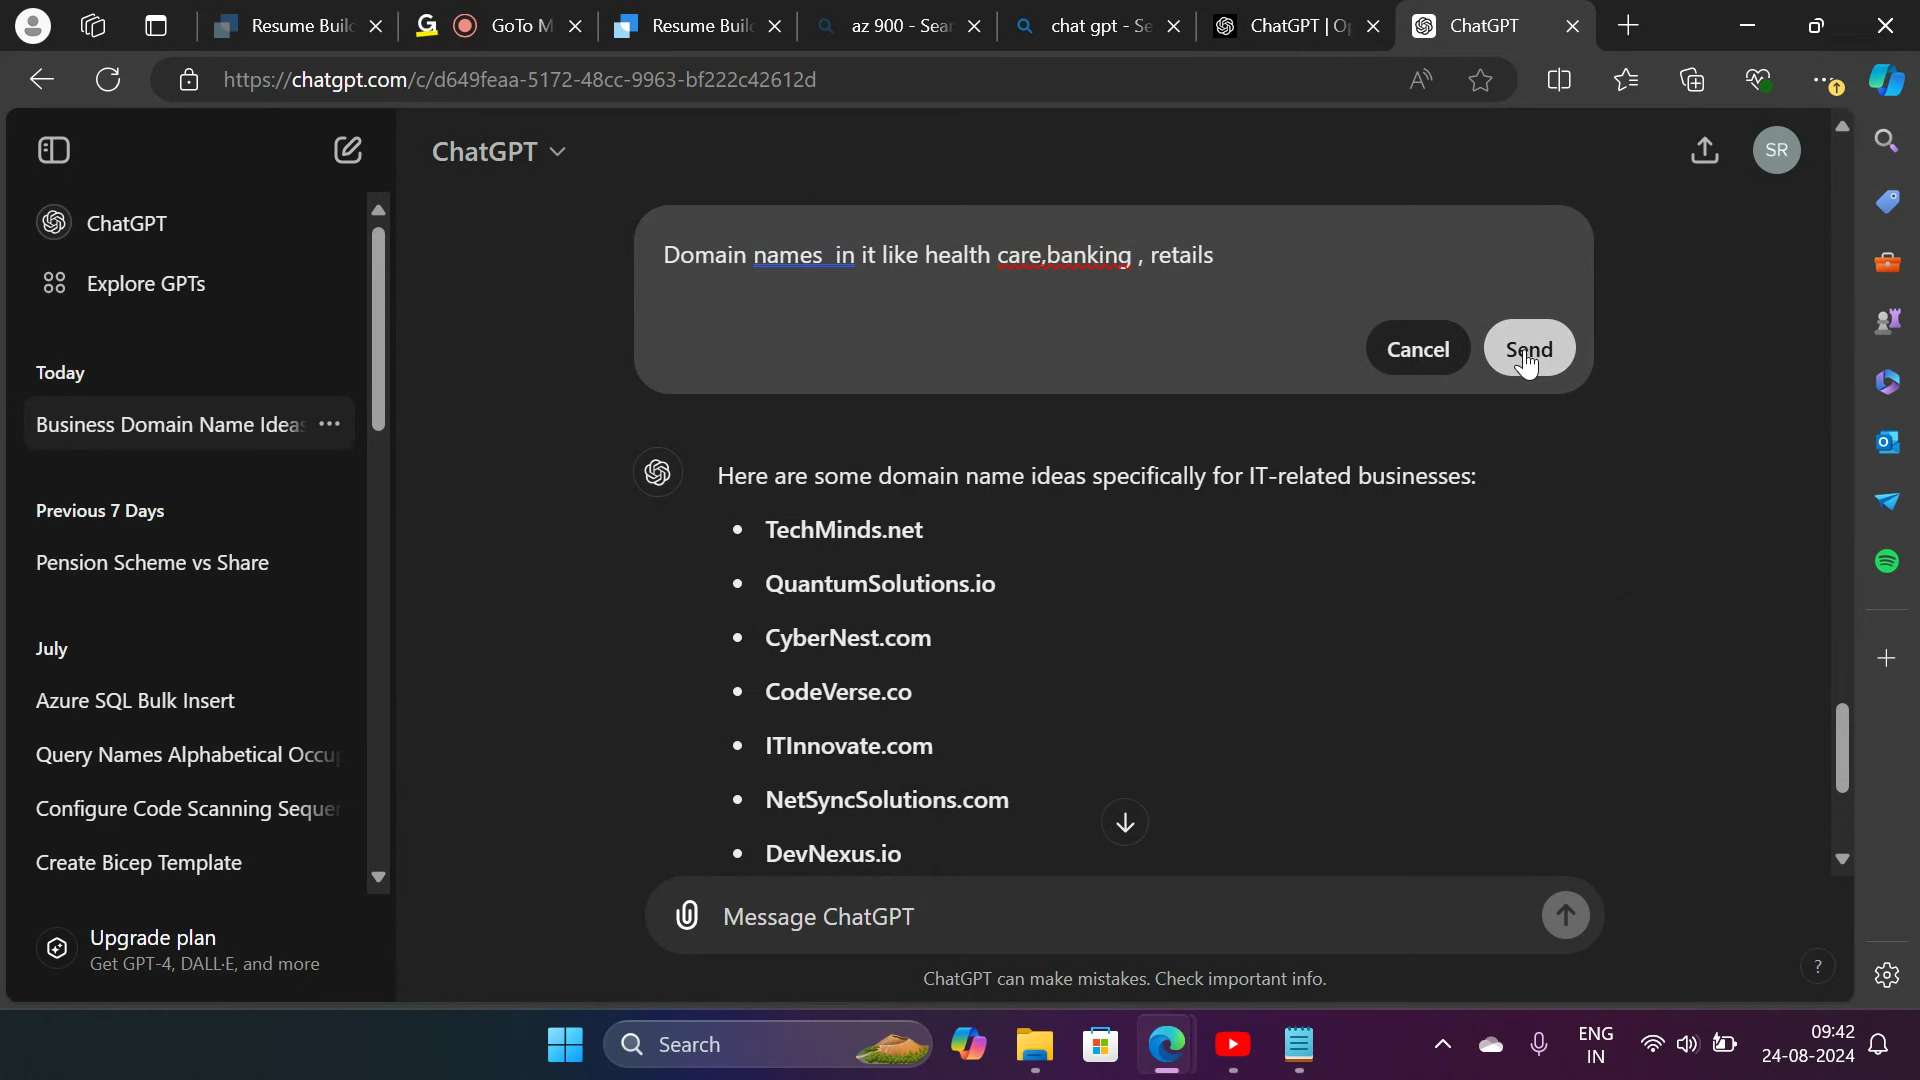 Resume Buil
GoTo M
Resume Buil
az 900 - Sear
chat gpt - Se
ChatGPT | Op
ChatGPT
https://chatgpt.com/c/d649feaa-5172-48cc-9963-bf222c42612d
ChatGPT
SR
ChatGPT
Explore GPTs
Today
Business Domain Name Ideas
Previous 7 Days
Pension Scheme vs Share
July
Azure SQL Bulk Insert
Query Names Alphabetical Occu
Configure Code Scanning Seque
Create Bicep Template
Upgrade plan
Get GPT-4, DALL·E, and more
Domain names  in it like health care,banking , retails
Cancel
Send
Here are some domain name ideas specifically for IT-related businesses:
• TechMinds.net
• QuantumSolutions.io
• CyberNest.com
• CodeVerse.co
• ITInnovate.com
• NetSyncSolutions.com
• DevNexus.io
Message ChatGPT
ChatGPT can make mistakes. Check important info.
?
Search
ENG
IN
09:42
24-08-2024